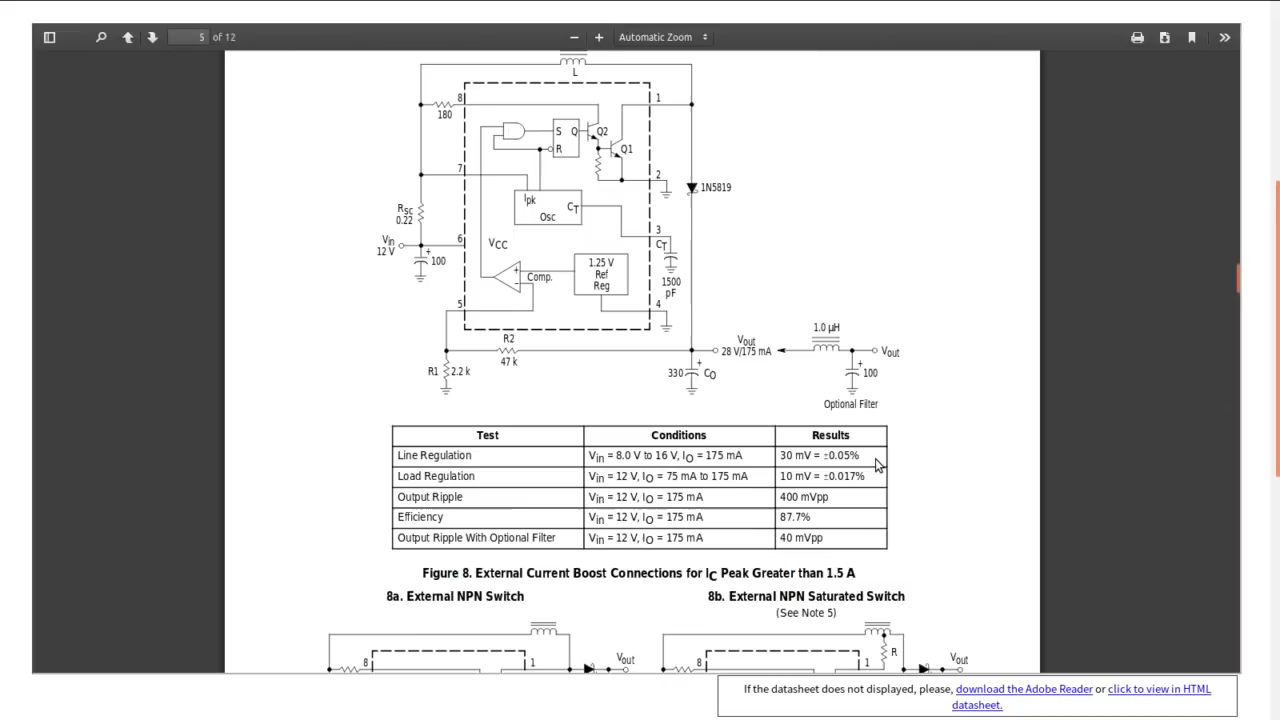 5 of 12 Automatic Zoom
L
8
1
180
S Q
Q2
R
Q1
7
2
1N5819
Ipk
CT
Osc
RSC
0.22
3
CT
Vin
12 V
6
VCC
+
100
1.25 V
Ref
Reg
+
Comp.
−
1500
pF
5
4
1.0 µH
R2
47 k
Vout
28 V/175 mA
Vout
R1 2.2 k
330
+
CO
+
100
Optional Filter
Test Conditions Results
Line Regulation Vin = 8.0 V to 16 V, IO = 175 mA 30 mV = ±0.05%
Load Regulation Vin = 12 V, IO = 75 mA to 175 mA 10 mV = ±0.017%
Output Ripple Vin = 12 V, IO = 175 mA 400 mVpp
Efficiency Vin = 12 V, IO = 175 mA 87.7%
Output Ripple With Optional Filter Vin = 12 V, IO = 175 mA 40 mVpp
Figure 8. External Current Boost Connections for IC Peak Greater than 1.5 A
8a. External NPN Switch 8b. External NPN Saturated Switch
(See Note 5)
8 1 Vout 8 1 R Vout
If the datasheet does not display, please, download the Adobe Reader or click to view in HTML
datasheet.